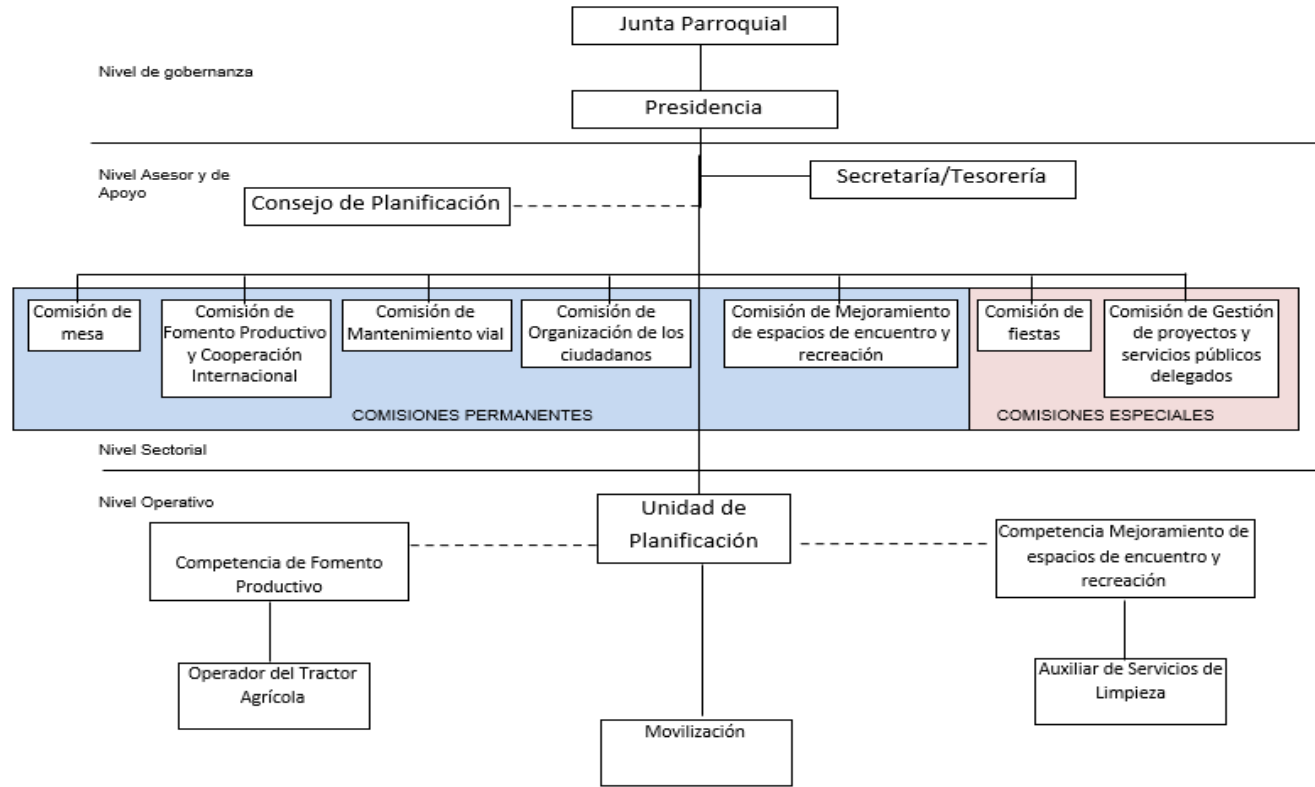 Junta Parroquial
Nivel de gobernanza
Presidencia
Nivel Asesor y de
Apoyo
Secretaría/Tesorería
Consejo de Planificación
Comisión de
mesa
Comisión de
Fomento Productivo
y Cooperación
Internacional
Comisión de
Mantenimiento vial
Comisión de
Organización de los
ciudadanos
Comisión de Mejoramiento
de espacios de encuentro y
recreación
Comisión de
fiestas
Comisión de Gestión
de proyectos y
servicios públicos
delegados
COMISIONES PERMANENTES
COMISIONES ESPECIALES
Nivel Sectorial
Nivel Operativo
Unidad de
Planificación
Competencia de Fomento
Productivo
Competencia Mejoramiento de
espacios de encuentro y
recreación
Operador del Tractor
Agrícola
Auxiliar de Servicios de
Limpieza
Movilización